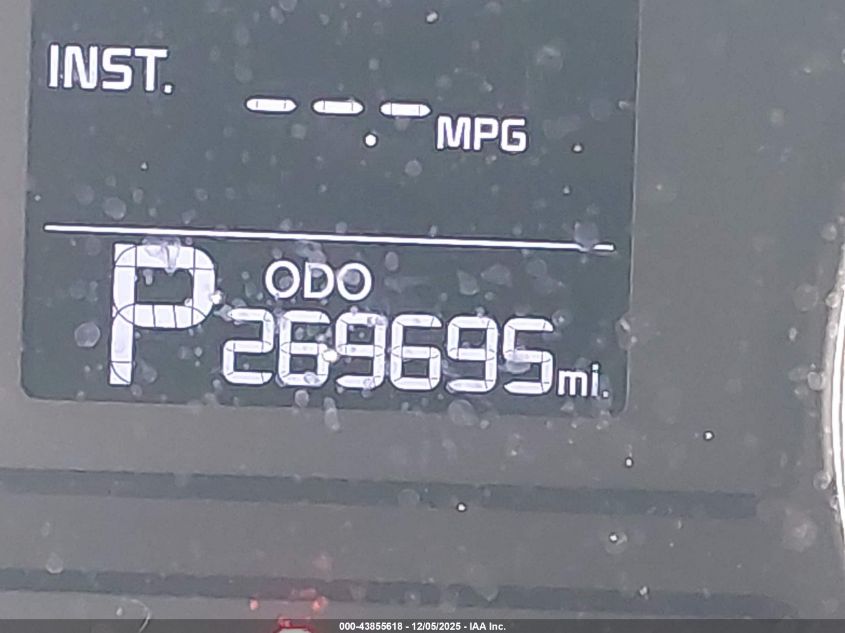 INST.
--.- MPG
ODO
P 269695 mi.
000-43855618 - 12/05/2025 - IAA Inc.